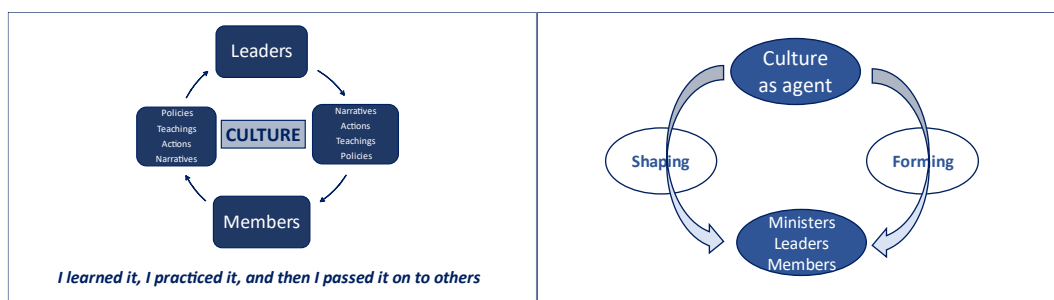 Leaders
Policies
Teachings
Actions
Narratives
CULTURE
Narratives
Actions
Teachings
Policies
Members
I learned it, I practiced it, and then I passed it on to others
Culture
as agent
Shaping
Forming
Ministers
Leaders
Members